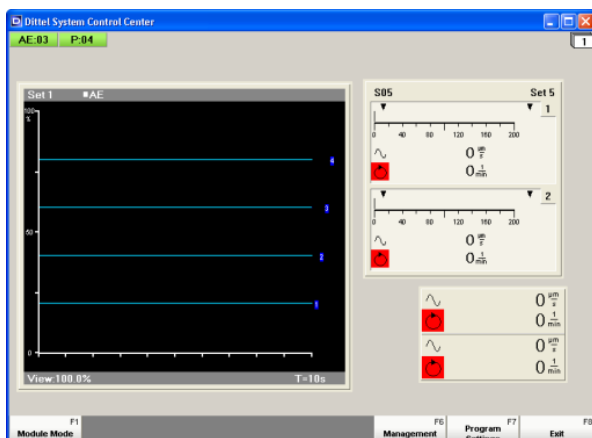 Dittel System Control Center
AE:03 P:04
1
Set 1 ■AE
100
%
50
0
4
3
2
1
View:100.0% T=10s
S05 Set 5
1
0 40 80 120 160 200
0 µm/s
0 1/min
2
0 40 80 120 160 200
0 µm/s
0 1/min
0 µm/s
0 1/min
0 µm/s
0 1/min
F1 F6 F7 F8
Module Mode Management Program Exit